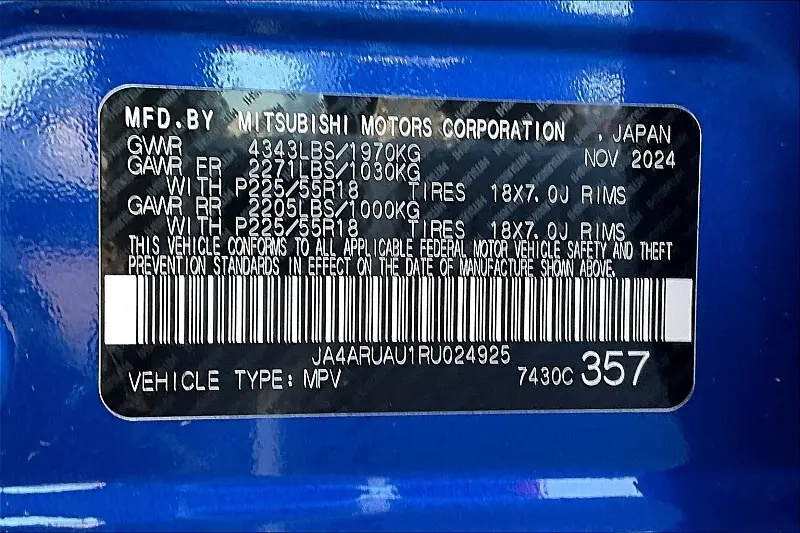 MFD.BY MITSUBISHI MOTORS CORPORATION , JAPAN
GWR 4343LBS/1970KG NOV 2024
GAWR FR 2271LBS/1030KG
WITH P225/55R18 TIRES 18X7.0J RIMS
GAWR RR 2205LBS/1000KG
WITH P225/55R18 TIRES 18X7.0J RIMS
THIS VEHICLE CONFORMS TO ALL APPLICABLE FEDERAL MOTOR VEHICLE SAFETY AND THEFT
PREVENTION STANDARDS IN EFFECT ON THE DATE OF MANUFACTURE SHOWN ABOVE.
JA4ARUAU1RU024925
VEHICLE TYPE: MPV 7430C 357